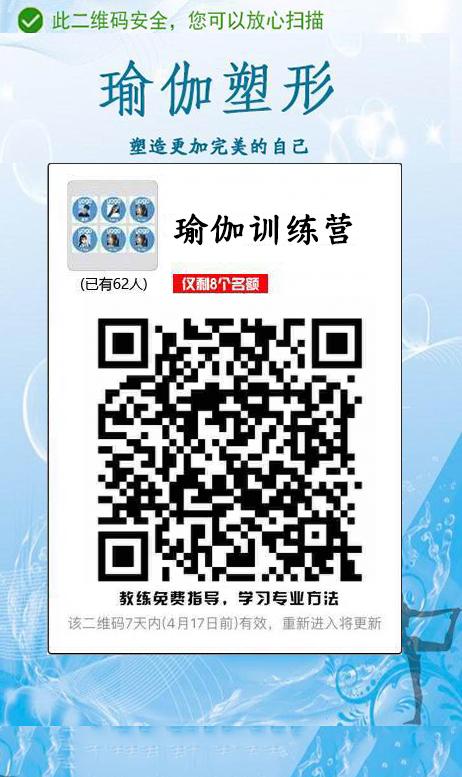 此二维码安全，您可以放心扫描
瑜伽塑形
塑造更加完美的自己
瑜伽训练营
(已有62人)
仅剩8个名额
教练免费指导，学习专业方法
该二维码7天内(4月17日前)有效，重新进入将更新